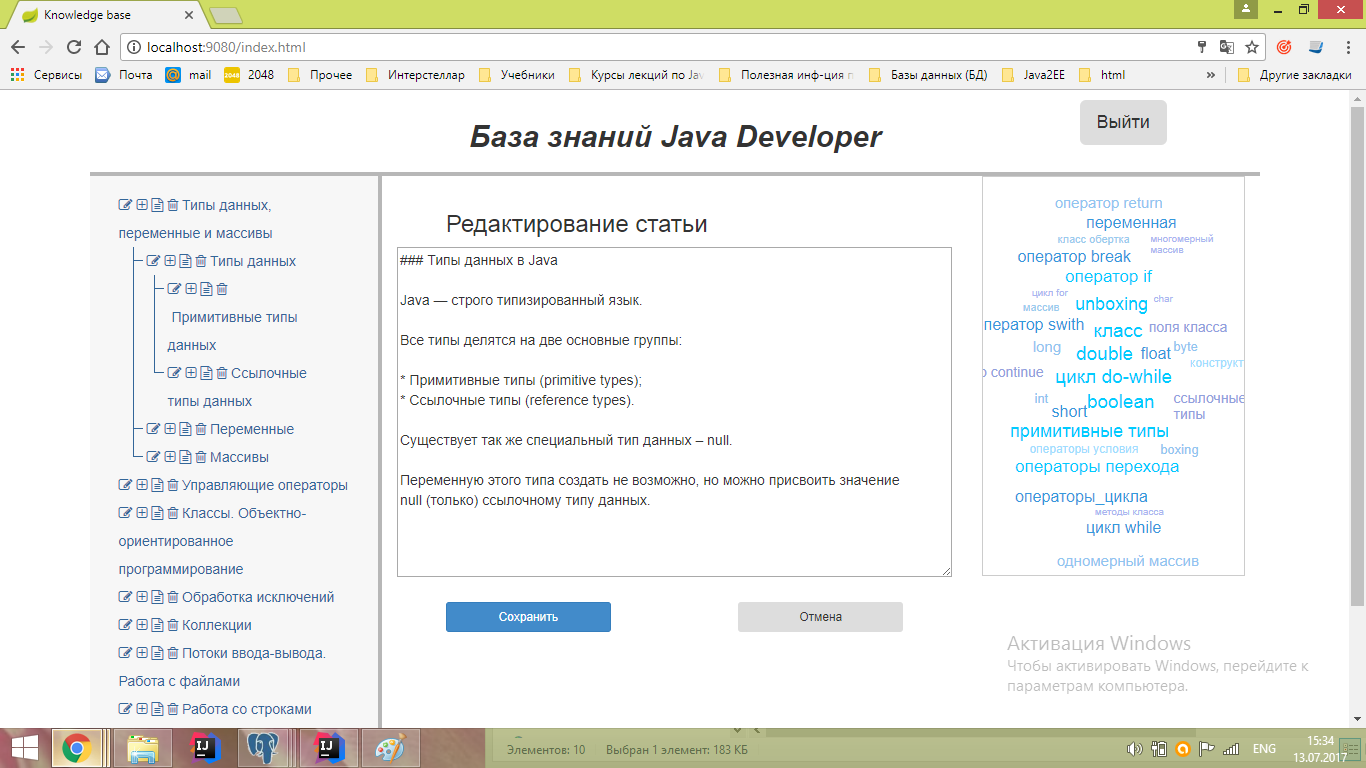 Knowledge base
localhost:9080/index.html
Сервисы Почта mail 2048 2048 Прочее Интерстеллар Учебники Курсы лекций по Ja Полезная инф-ция Базы данных (БД) Java2EE html » Другие закладки
База знаний Java Developer
Выйти
Типы данных,
переменные и массивы
Типы данных
Примитивные типы
данных
Ссылочные
типы данных
Переменные
Массивы
Управляющие операторы
Классы. Объектно-
ориентированное
программирование
Обработка исключений
Коллекции
Потоки ввода-вывода.
Работа с файлами
Работа со строками
Редактирование статьи
### Типы данных в Java
Java — строго типизированный язык.
Все типы делятся на две основные группы:
* Примитивные типы (primitive types);
* Ссылочные типы (reference types).
Существует так же специальный тип данных – null.
Переменную этого типа создать не возможно, но можно присвоить значение
null (только) ссылочному типу данных.
Сохранить Отмена
оператор return
переменная
класс обертка
многомерный
массив
оператор break
оператор if
цикл for
массив
unboxing
char
ператор swith
класс
поля класса
long
double
float
byte
конструкт
continue
цикл do-while
int
short
boolean
ссылочные
типы
примитивные типы
операторы условия
boxing
операторы перехода
операторы_цикла
методы класса
цикл while
одномерный массив
Активация Windows
Чтобы активировать Windows, перейдите к
параметрам компьютера.
Элементов: 10 Выбран 1 элемент: 183 КБ
ENG
15:34
13.07.2017